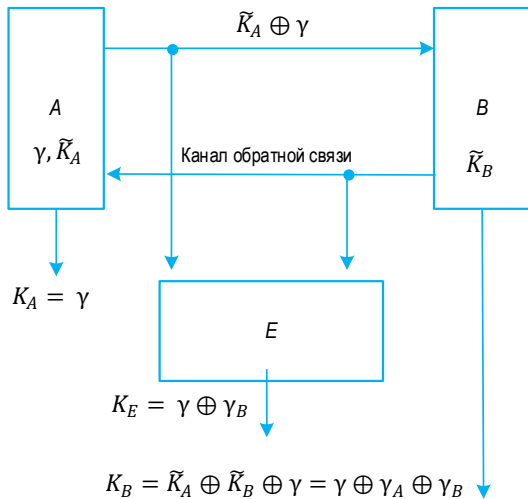 K̃_A ⊕ γ
A
γ, K̃_A
B
K̃_B
Канал обратной связи
K_A = γ
E
K_E = γ ⊕ γ_B
K_B = K̃_A ⊕ K̃_B ⊕ γ = γ ⊕ γ_A ⊕ γ_B